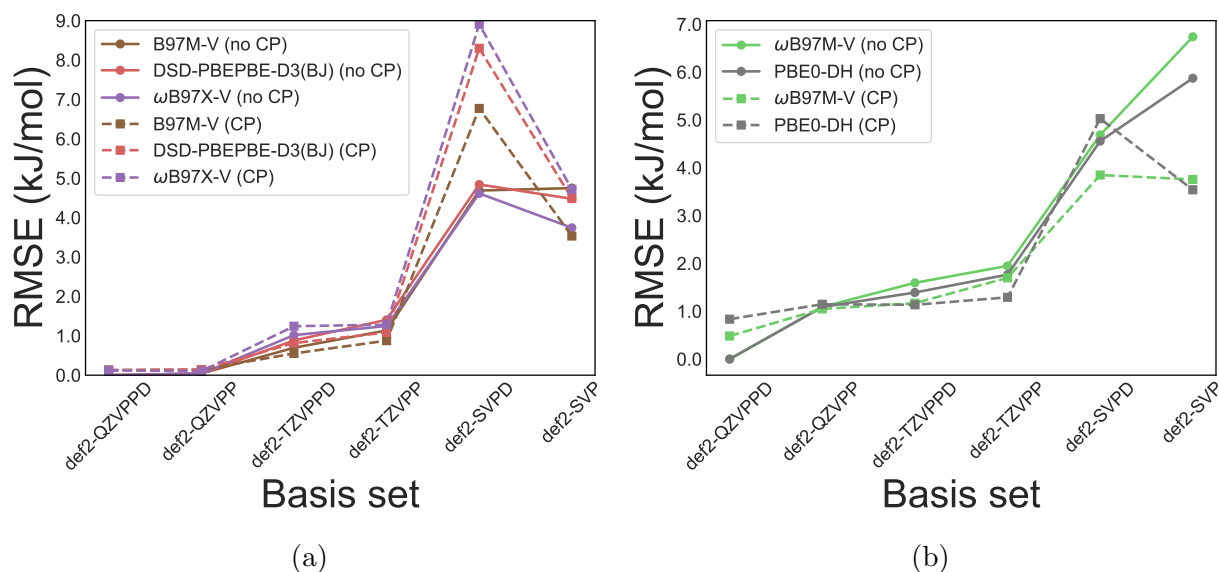 RMSE (kJ/mol)
9.0
8.0
7.0
6.0
5.0
4.0
3.0
2.0
1.0
0.0
B97M-V (no CP)
DSD-PBEPBE-D3(BJ) (no CP)
ωB97X-V (no CP)
B97M-V (CP)
DSD-PBEPBE-D3(BJ) (CP)
ωB97X-V (CP)
def2-QZVPPD
def2-QZVPP
def2-TZVPPD
def2-TZVPP
def2-SVPD
def2-SVP
Basis set
(a)
RMSE (kJ/mol)
7.0
6.0
5.0
4.0
3.0
2.0
1.0
0.0
ωB97M-V (no CP)
PBE0-DH (no CP)
ωB97M-V (CP)
PBE0-DH (CP)
def2-QZVPPD
def2-QZVPP
def2-TZVPPD
def2-TZVPP
def2-SVPD
def2-SVP
Basis set
(b)